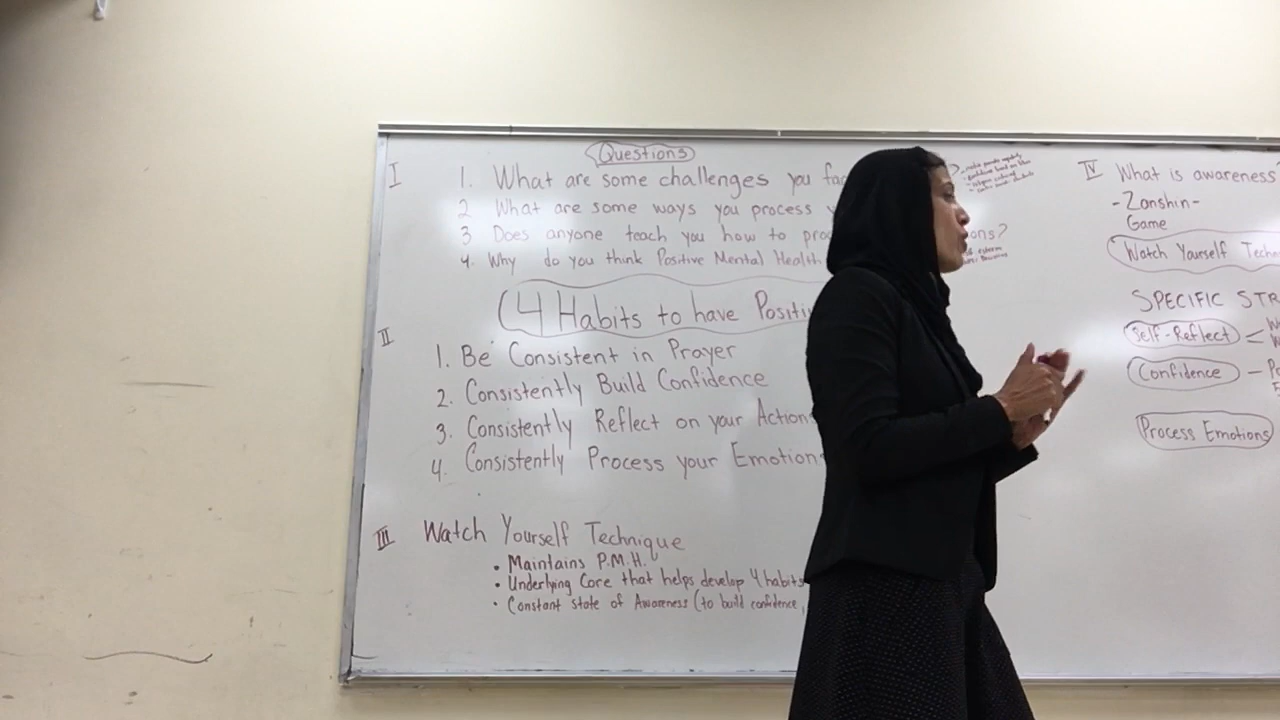 Questions
I
1. What are some challenges you fac
2 What are some ways you process
3 Does anyone teach you how to pro ons?
4. Why do you think Positive Mental Health
4 Habits to have Positi
II
1. Be Consistent in Prayer
2. Consistently Build Confidence
3. Consistently Reflect on your Action
4. Consistently Process your Emotion
III Watch Yourself Technique
• Maintains P.M.H.
• Underlying Core that helps develop 4 habits
• Constant state of Awareness (to build confidence,
IV What is awareness
- Zanshin -
Game
Watch Yourself Techn
SPECIFIC STR
Self-Reflect < W
Confidence - Po
Process Emotions